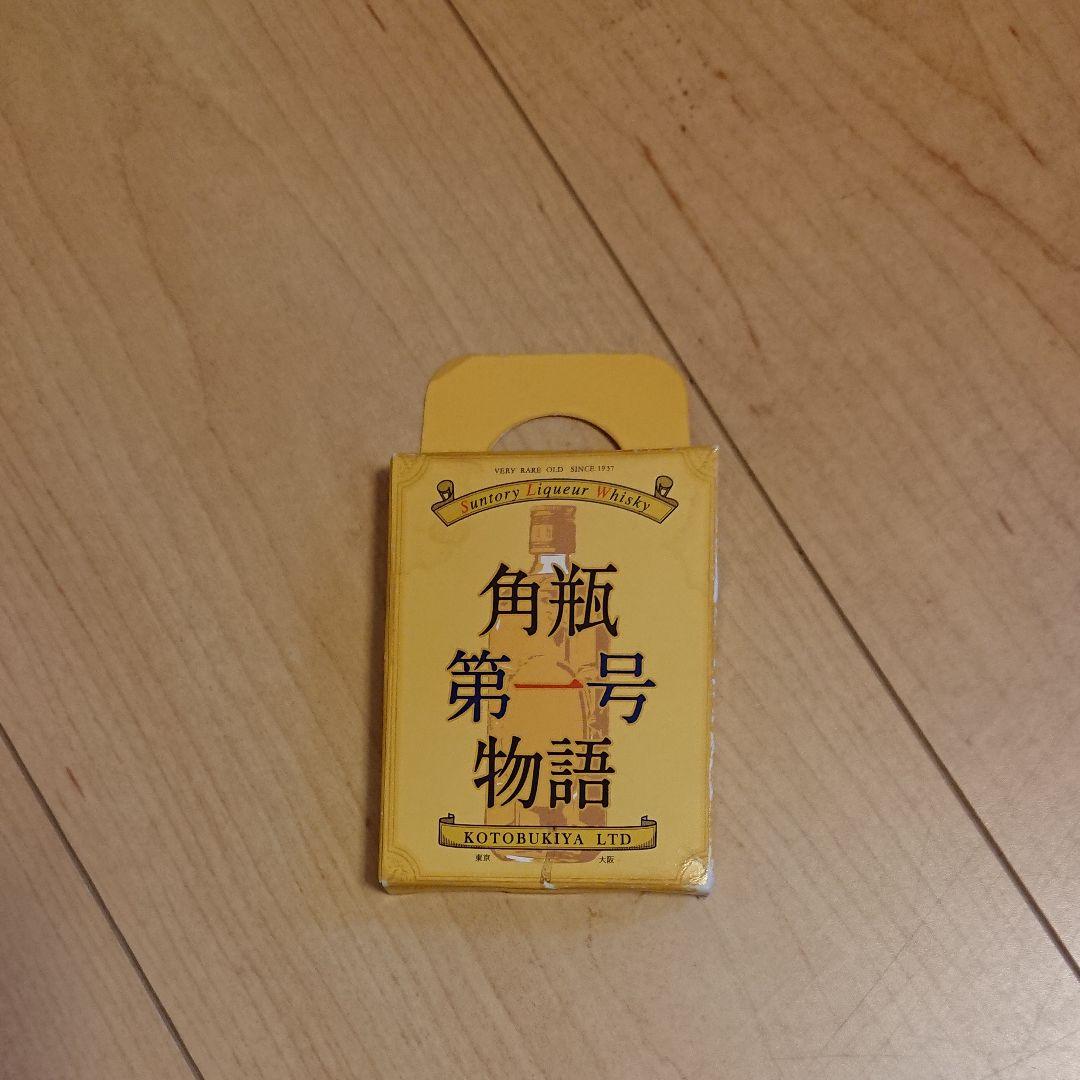 VERY RARE OLD SINCE 1937
Suntory Liqueur Whisky
角瓶
第一号
物語
KOTOBUKIYA LTD
東京 大阪